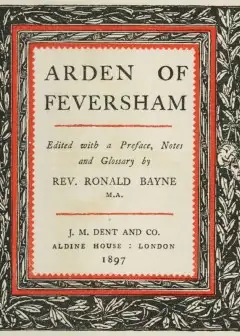 ARDEN OF
FEVERSHAM
Edited with a Preface, Notes
and Glossary by
REV. RONALD BAYNE
M.A.
J. M. DENT AND CO.
ALDINE HOUSE : LONDON
1897